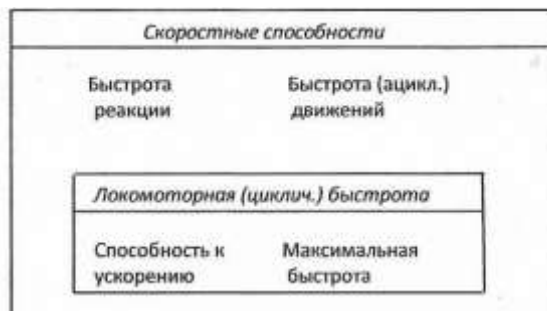 Скоростные способности
Быстрота Быстрота (ацикл.)
реакции движений
Локомоторная (циклич.) быстрота
Способность к Максимальная
ускорению быстрота